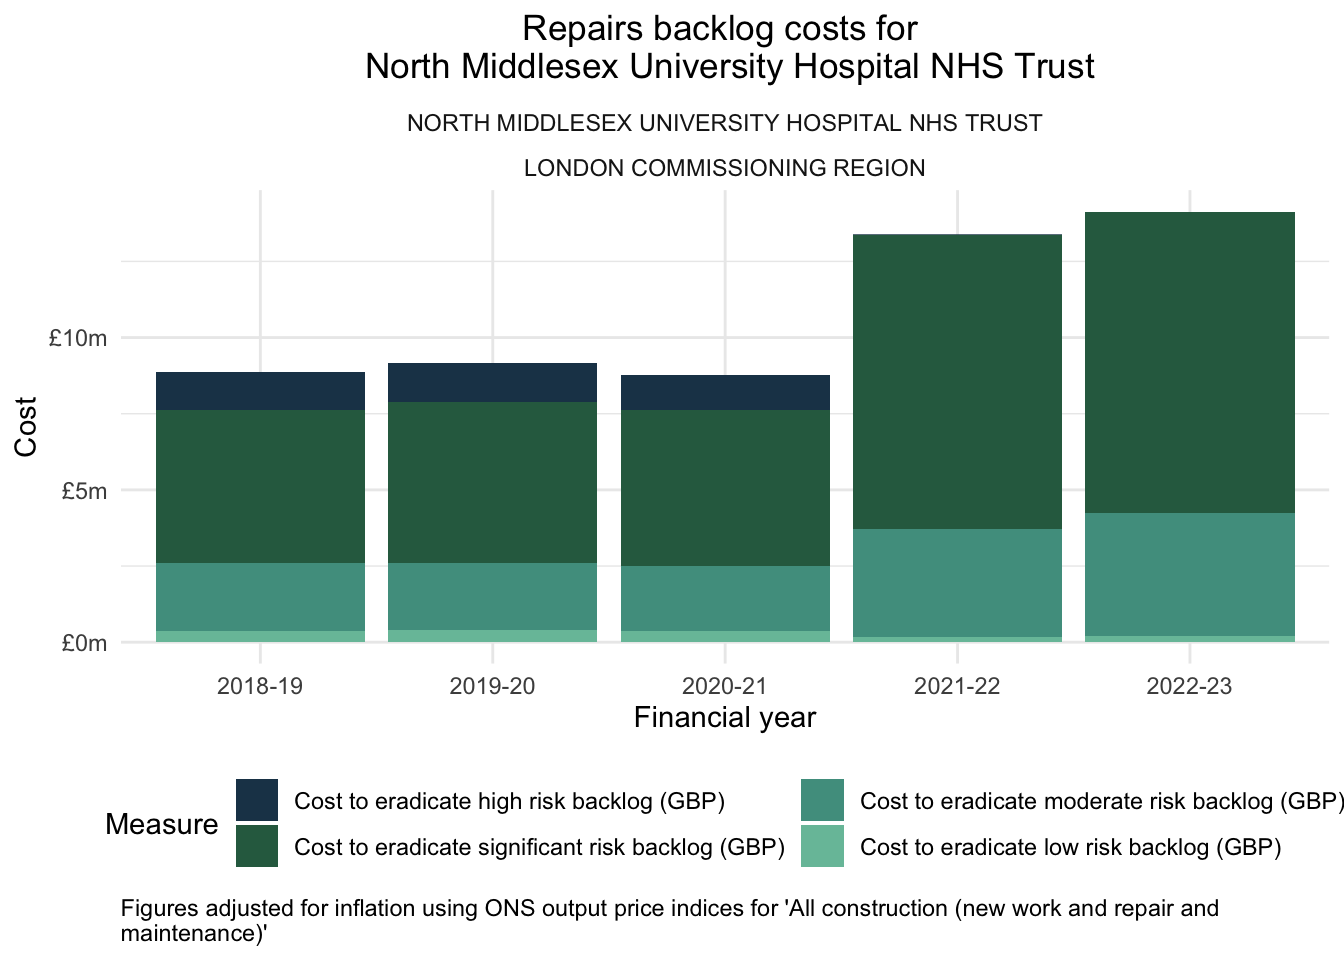 Repairs backlog costs for
North Middlesex University Hospital NHS Trust
NORTH MIDDLESEX UNIVERSITY HOSPITAL NHS TRUST
LONDON COMMISSIONING REGION
£10m
£5m
£0m
Cost
2018-19 2019-20 2020-21 2021-22 2022-23
Financial year
Measure
Cost to eradicate high risk backlog (GBP)
Cost to eradicate significant risk backlog (GBP)
Cost to eradicate moderate risk backlog (GBP)
Cost to eradicate low risk backlog (GBP)
Figures adjusted for inflation using ONS output price indices for 'All construction (new work and repair and
maintenance)'